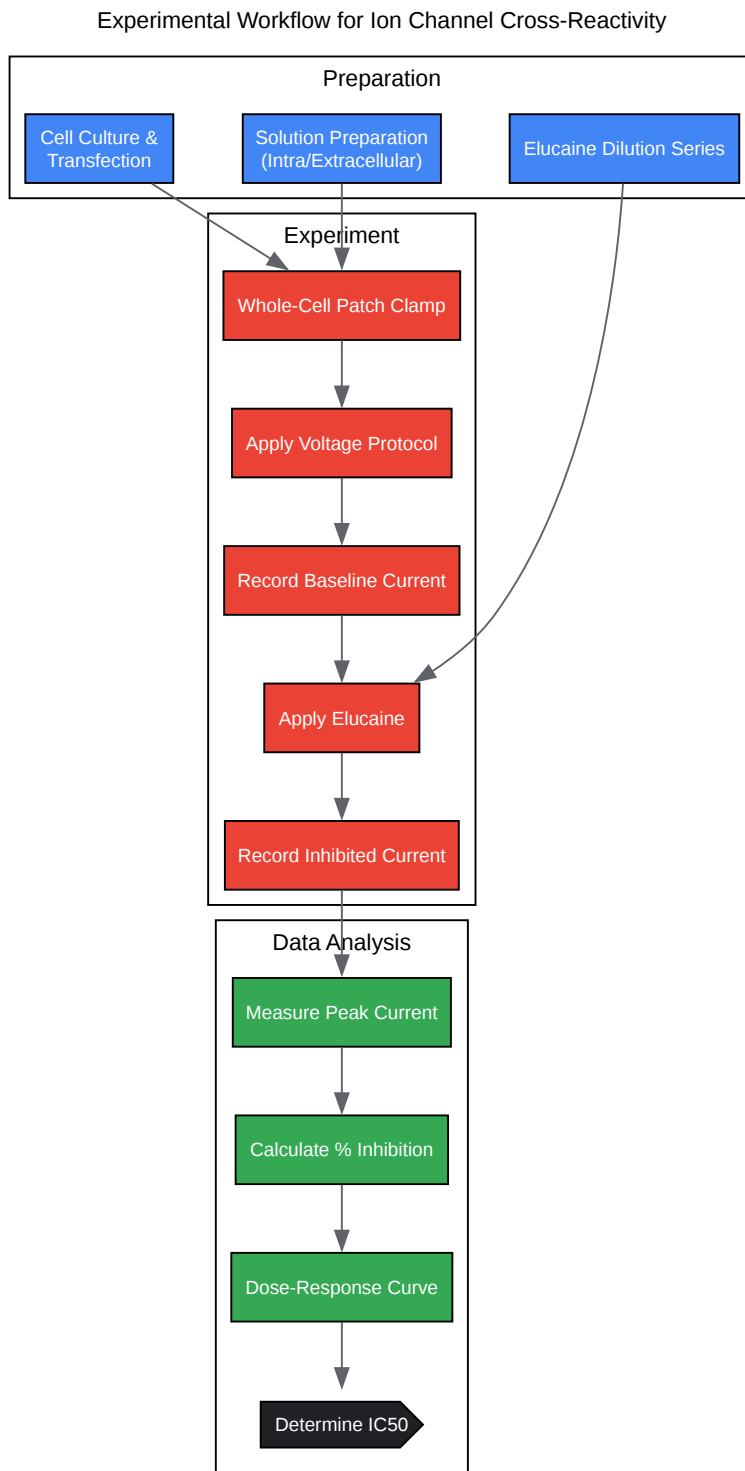 Experimental Workflow for Ion Channel Cross-Reactivity
Preparation
Cell Culture &
Transfection
Solution Preparation
(Intra/Extracellular)
Elucaine Dilution Series
Experiment
Whole-Cell Patch Clamp
Apply Voltage Protocol
Record Baseline Current
Apply Elucaine
Record Inhibited Current
Data Analysis
Measure Peak Current
Calculate % Inhibition
Dose-Response Curve
Determine IC50